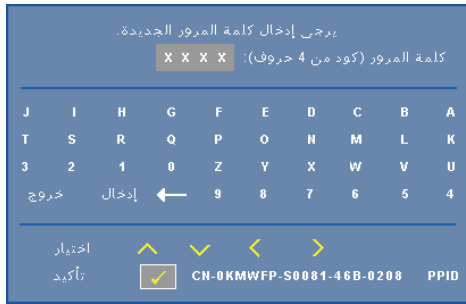 يرجى إدخال كلمة المرور الجديدة.
كلمة المرور (كود من 4 حروف): X X X X
A B C D E F G H I J
K L M N O P Q R S T
U V W X Y Z 0 1 2 3
4 5 6 7 8 9 إدخال خروج
اختيار
تأكيد CN-0KMWFP-S0081-46B-0208 PPID